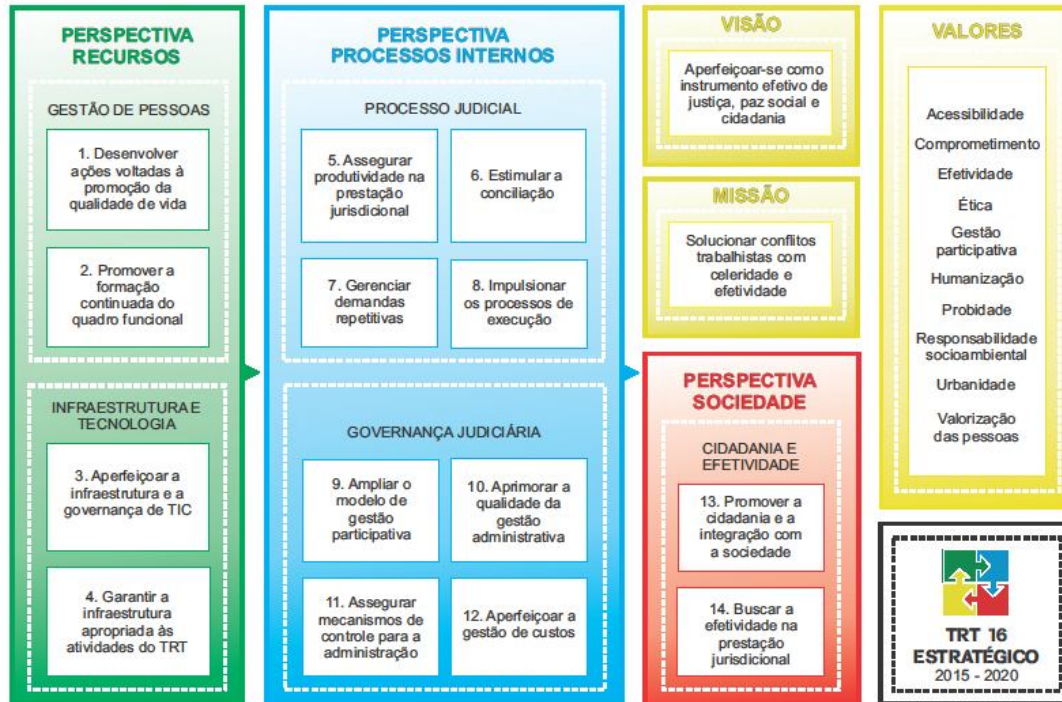 PERSPECTIVA
RECURSOS
GESTÃO DE PESSOAS
1. Desenvolver
ações voltadas à
promoção da
qualidade de vida
2. Promover a
formação
continuada do
quadro funcional
INFRAESTRUTURA E
TECNOLOGIA
3. Aperfeiçoar a
infraestrutura e a
governança de TIC
4. Garantir a
infraestrutura
apropriada às
atividades do TRT
PERSPECTIVA
PROCESSOS INTERNOS
PROCESSO JUDICIAL
5. Assegurar
produtividade na
prestação
jurisdicional
6. Estimular a
conciliação
7. Gerenciar
demandas
repetitivas
8. Impulsionar
os processos de
execução
GOVERNANÇA JUDICIÁRIA
9. Ampliar o
modelo de
gestão
participativa
10. Aprimorar a
qualidade da
gestão
administrativa
11. Assegurar
mecanismos de
controle para a
administração
12. Aperfeiçoar a
gestão de custos
VISÃO
Aperfeiçoar-se como
instrumento efetivo de
justiça, paz social e
cidadania
MISSÃO
Solucionar conflitos
trabalhistas com
celeridade e
efetividade
PERSPECTIVA
SOCIEDADE
CIDADANIA E
EFETIVIDADE
13. Promover a
cidadania e a
integração com
a sociedade
14. Buscar a
efetividade na
prestação
jurisdicional
VALORES
Acessibilidade
Comprometimento
Efetividade
Ética
Gestão
participativa
Humanização
Probidade
Responsabilidade
socioambiental
Urbanidade
Valorização
das pessoas
TRT 16
ESTRATÉGICO
2015 - 2020